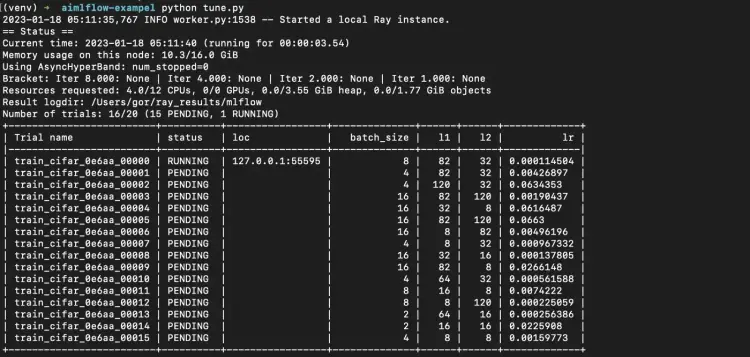 (venv) → aimlflow-exampel python tune.py
2023-01-18 05:11:35,767 INFO worker.py:1538 -- Started a local Ray instance.
== Status ==
Current time: 2023-01-18 05:11:40 (running for 00:00:03.54)
Memory usage on this node: 10.3/16.0 GiB
Using AsyncHyperBand: num_stopped=0
Bracket: Iter 8.000: None | Iter 4.000: None | Iter 2.000: None | Iter 1.000: None
Resources requested: 4.0/12 CPUs, 0/0 GPUs, 0.0/3.55 GiB heap, 0.0/1.77 GiB objects
Result logdir: /Users/gor/ray_results/mlflow
Number of trials: 16/20 (15 PENDING, 1 RUNNING)
| Trial name | status | loc | batch_size | l1 | l2 | lr |
| train_cifar_0e6aa_00000 | RUNNING | 127.0.0.1:55595 | 8 | 82 | 32 | 0.000114504 |
| train_cifar_0e6aa_00001 | PENDING | | 4 | 82 | 32 | 0.00426897 |
| train_cifar_0e6aa_00002 | PENDING | | 4 | 120 | 32 | 0.0634353 |
| train_cifar_0e6aa_00003 | PENDING | | 16 | 82 | 120 | 0.00190437 |
| train_cifar_0e6aa_00004 | PENDING | | 16 | 32 | 8 | 0.0616487 |
| train_cifar_0e6aa_00005 | PENDING | | 16 | 82 | 120 | 0.0663 |
| train_cifar_0e6aa_00006 | PENDING | | 16 | 8 | 82 | 0.00496196 |
| train_cifar_0e6aa_00007 | PENDING | | 4 | 8 | 32 | 0.000967332 |
| train_cifar_0e6aa_00008 | PENDING | | 16 | 32 | 16 | 0.000137805 |
| train_cifar_0e6aa_00009 | PENDING | | 16 | 82 | 8 | 0.0266148 |
| train_cifar_0e6aa_00010 | PENDING | | 4 | 64 | 32 | 0.000561588 |
| train_cifar_0e6aa_00011 | PENDING | | 8 | 16 | 8 | 0.0074222 |
| train_cifar_0e6aa_00012 | PENDING | | 8 | 8 | 120 | 0.000225059 |
| train_cifar_0e6aa_00013 | PENDING | | 2 | 64 | 16 | 0.000256386 |
| train_cifar_0e6aa_00014 | PENDING | | 2 | 16 | 16 | 0.0225908 |
| train_cifar_0e6aa_00015 | PENDING | | 4 | 8 | 8 | 0.00159773 |